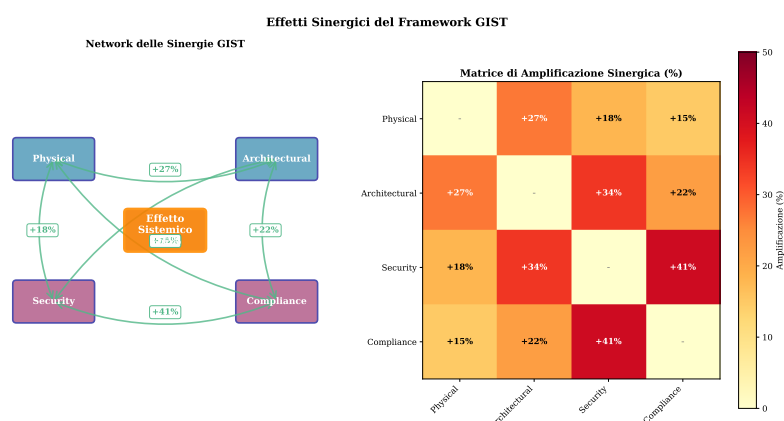 Effetti Sinergici del Framework GIST
Network delle Sinergie GIST
Physical
Architectural
+27%
+18%
Effetto
Sistemico
+22%
Security
Compliance
+41%
Matrice di Amplificazione Sinergica (%)
Physical - +27% +18% +15%
Architectural +27% - +34% +22%
Security +18% +34% - +41%
Compliance +15% +22% +41% -
Physical
rchitectural
Security
Compliance
50
40
30
20
10
0
Amplificazione (%)